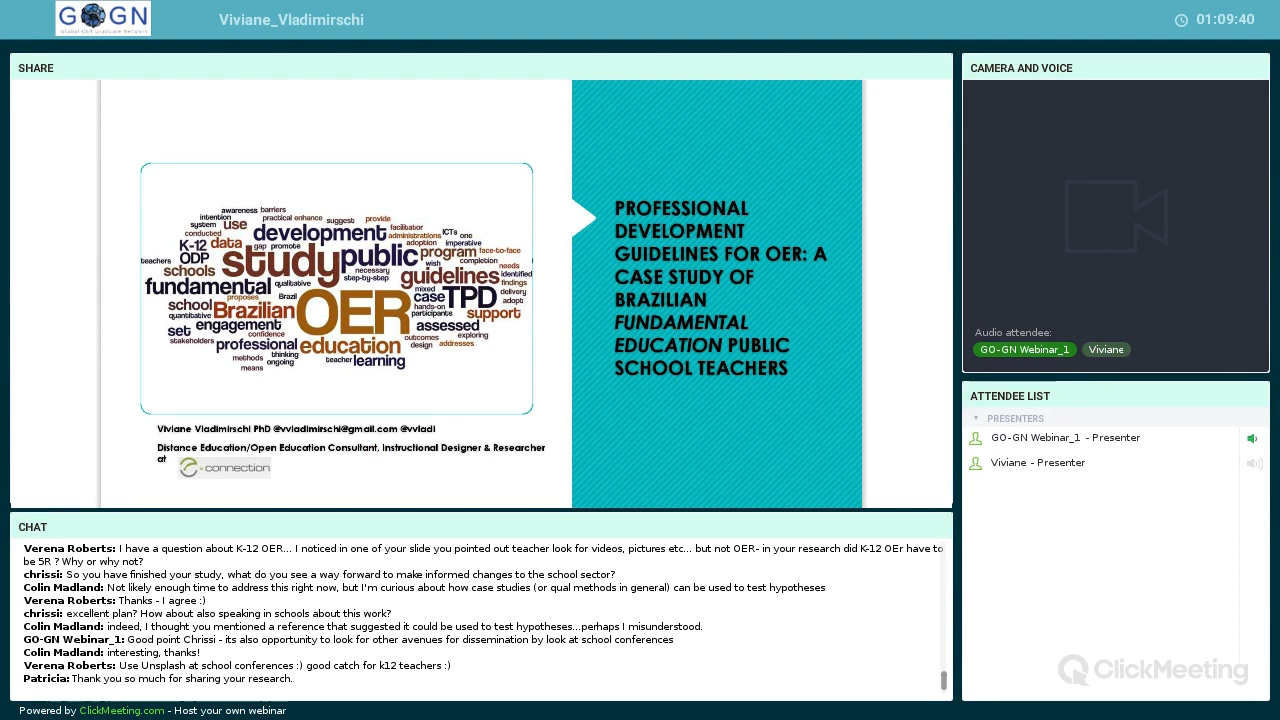 GOGN
Global OER Graduate Network
Viviane_Vladimirschi
01:09:40
SHARE
awareness barriers
intention practical enhance suggest provide
system use facilitator
conducted development ICTs one
K-12 data gap promote administrations adoption imperative
teachers ODP study public program face-to-face
schools necessary wish completion needs
fundamental qualitative step-by-step guidelines identified
proposes Brazil mixed case TPD findings
school Brazilian OER hands-on delivery
quantitative participants support adopt
set engagement confidence assessed exploring
stakeholders professional education outcomes design addresses
methods thinking ongoing teacher learning
means
PROFESSIONAL
DEVELOPMENT
GUIDELINES FOR OER: A
CASE STUDY OF
BRAZILIAN
FUNDAMENTAL
EDUCATION PUBLIC
SCHOOL TEACHERS
Viviane Vladimirschi PhD @vvladimirschi@gmail.com @vvladi
Distance Education/Open Education Consultant, Instructional Designer & Researcher
at
e-connection
CAMERA AND VOICE
Audio attendee:
GO-GN Webinar_1 Viviane
ATTENDEE LIST
PRESENTERS
GO-GN Webinar_1 - Presenter
Viviane - Presenter
CHAT
Verena Roberts: I have a question about K-12 OER... I noticed in one of your slide you pointed out teacher look for videos, pictures etc... but not OER- in your research did K-12 OEr have to
be 5R ? Why or why not?
chrissi: So you have finished your study, what do you see a way forward to make informed changes to the school sector?
Colin Madland: Not likely enough time to address this right now, but I'm curious about how case studies (or qual methods in general) can be used to test hypotheses
Verena Roberts: Thanks - I agree :)
chrissi: excellent plan? How about also speaking in schools about this work?
Colin Madland: indeed, I thought you mentioned a reference that suggested it could be used to test hypotheses...perhaps I misunderstood.
GO-GN Webinar_1: Good point Chrissi - its also opportunity to look for other avenues for dissemination by look at school conferences
Colin Madland: interesting, thanks!
Verena Roberts: Use Unsplash at school conferences :) good catch for k12 teachers :)
Patricia: Thank you so much for sharing your research.
ClickMeeting
Powered by ClickMeeting.com - Host your own webinar